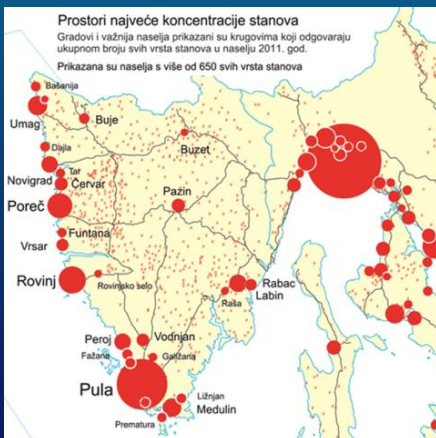 Prostori najveće koncentracije stanova
Gradovi i važnija naselja prikazani su krugovima koji odgovaraju
ukupnom broju svih vrsta stanova u naselju 2011. god.
Prikazana su naselja s više od 650 svih vrsta stanova
Bašanija
Umag
Buje
Dajla
Buzet
Tar
Novigrad
Červar
Pazin
Poreč
Funtana
Vrsar
Rovinj
Rovinjsko selo
Rabac
Labin
Raša
Peroj
Vodnjan
Fažana
Galižana
Pula
Ližnjan
Medulin
Prematura